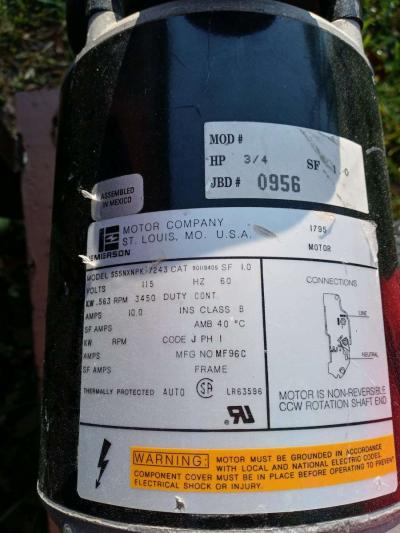 MOD #
HP 3/4 SF 1.0
JBD # 0956
ASSEMBLED
IN MEXICO
EMERSON
MOTOR COMPANY
ST. LOUIS, MO. U.S.A.
1795
MOTOR
MODEL S55NXNPK-7243 CAT SF 1.0
VOLTS 115 HZ 60
KW .563 RPM 3450 DUTY CONT.
AMPS 10.0 INS CLASS B
SF AMPS AMB 40 °C
KW RPM CODE J PH 1
AMPS MFG NO MF96C
SF AMPS FRAME
THERMALLY PROTECTED AUTO SA LR63596
CONNECTIONS
LINE
NEUTRAL
MOTOR IS NON-REVERSIBLE
CCW ROTATION SHAFT END
WARNING: MOTOR MUST BE GROUNDED IN ACCORDANCE
WITH LOCAL AND NATIONAL ELECTRIC CODES.
COMPONENT COVER MUST BE IN PLACE BEFORE OPERATING TO PREVENT
ELECTRICAL SHOCK OR INJURY.